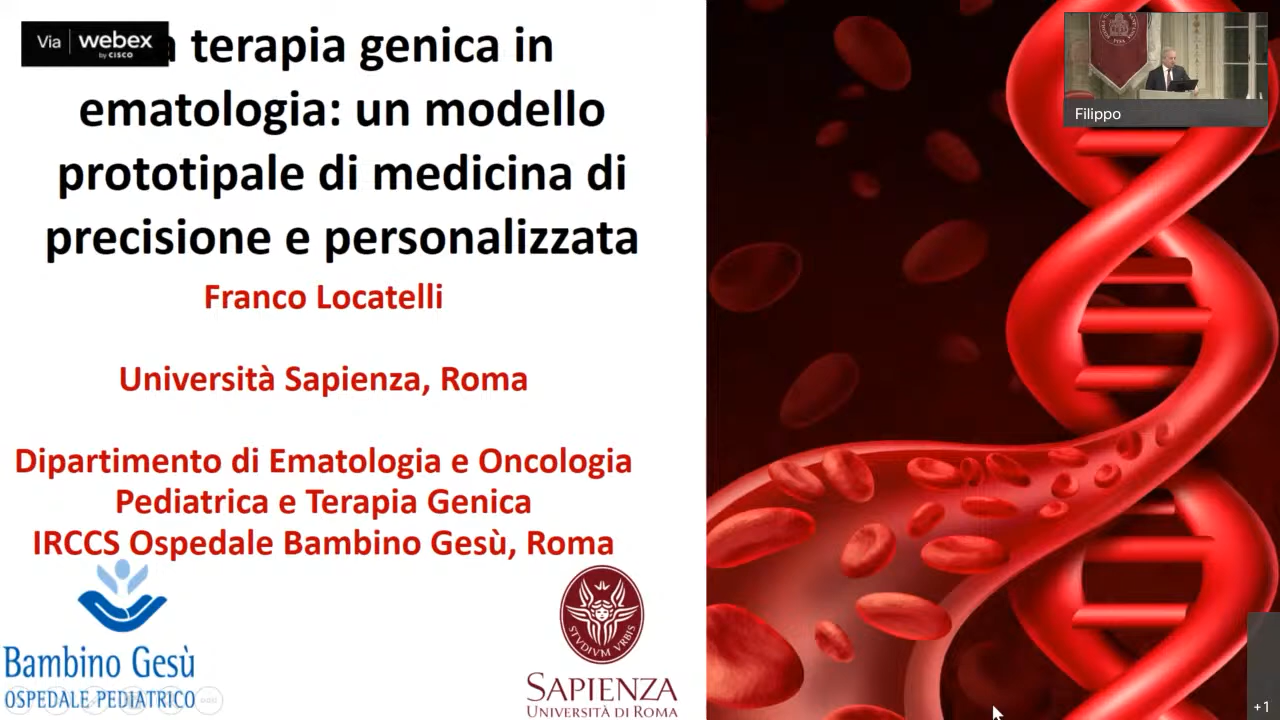 Via webex
by CISCO
terapia genica in
ematologia: un modello
prototipale di medicina di
precisione e personalizzata
Franco Locatelli
Università Sapienza, Roma
Dipartimento di Ematologia e Oncologia
Pediatrica e Terapia Genica
IRCCS Ospedale Bambino Gesù, Roma
Bambino Gesù
OSPEDALE PEDIATRICO
STVDIVM VRBIS
SAPIENZA
UNIVERSITÀ DI ROMA
Filippo
+1